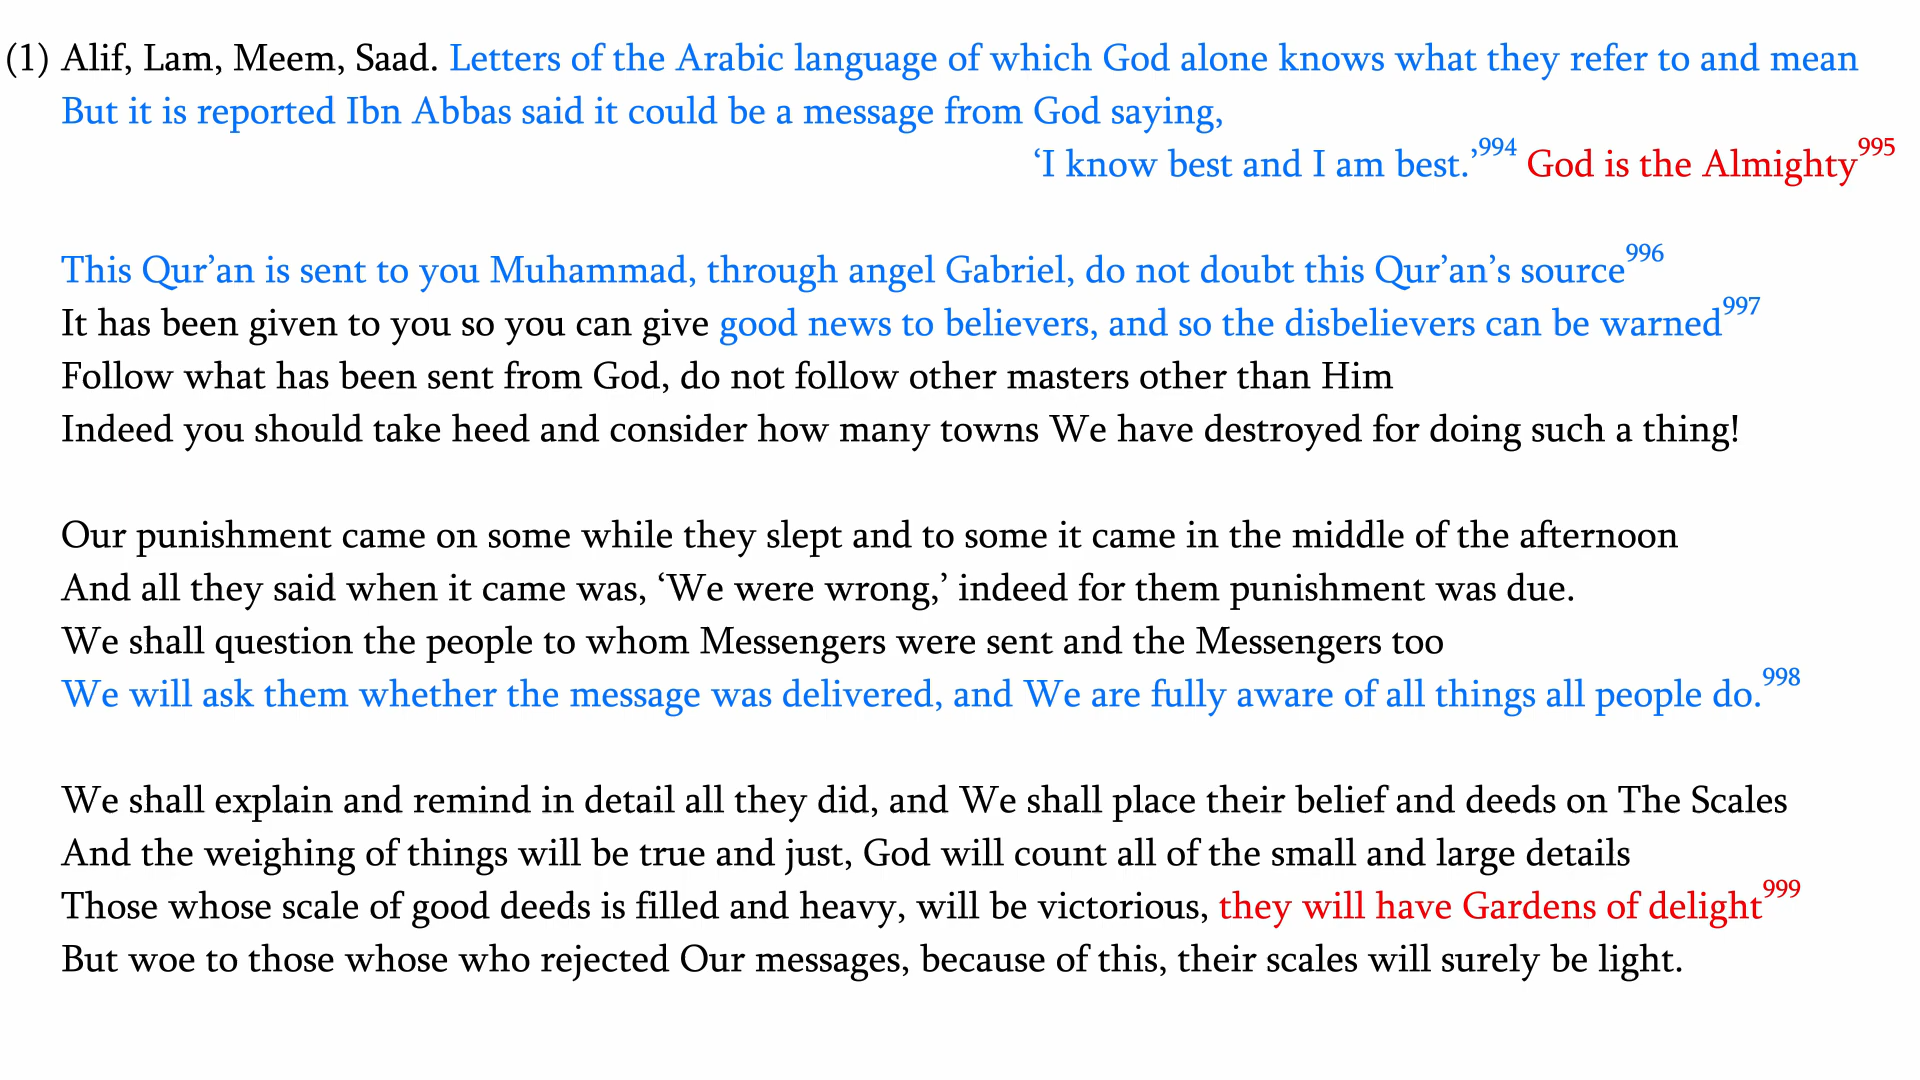 (1) Alif, Lam, Meem, Saad. Letters of the Arabic language of which God alone knows what they refer to and mean
But it is reported Ibn Abbas said it could be a message from God saying,
‘I know best and I am best.’994 God is the Almighty995
This Qur’an is sent to you Muhammad, through angel Gabriel, do not doubt this Qur’an’s source996
It has been given to you so you can give good news to believers, and so the disbelievers can be warned997
Follow what has been sent from God, do not follow other masters other than Him
Indeed you should take heed and consider how many towns We have destroyed for doing such a thing!
Our punishment came on some while they slept and to some it came in the middle of the afternoon
And all they said when it came was, ‘We were wrong,’ indeed for them punishment was due.
We shall question the people to whom Messengers were sent and the Messengers too
We will ask them whether the message was delivered, and We are fully aware of all things all people do.998
We shall explain and remind in detail all they did, and We shall place their belief and deeds on The Scales
And the weighing of things will be true and just, God will count all of the small and large details
Those whose scale of good deeds is filled and heavy, will be victorious, they will have Gardens of delight999
But woe to those whose who rejected Our messages, because of this, their scales will surely be light.